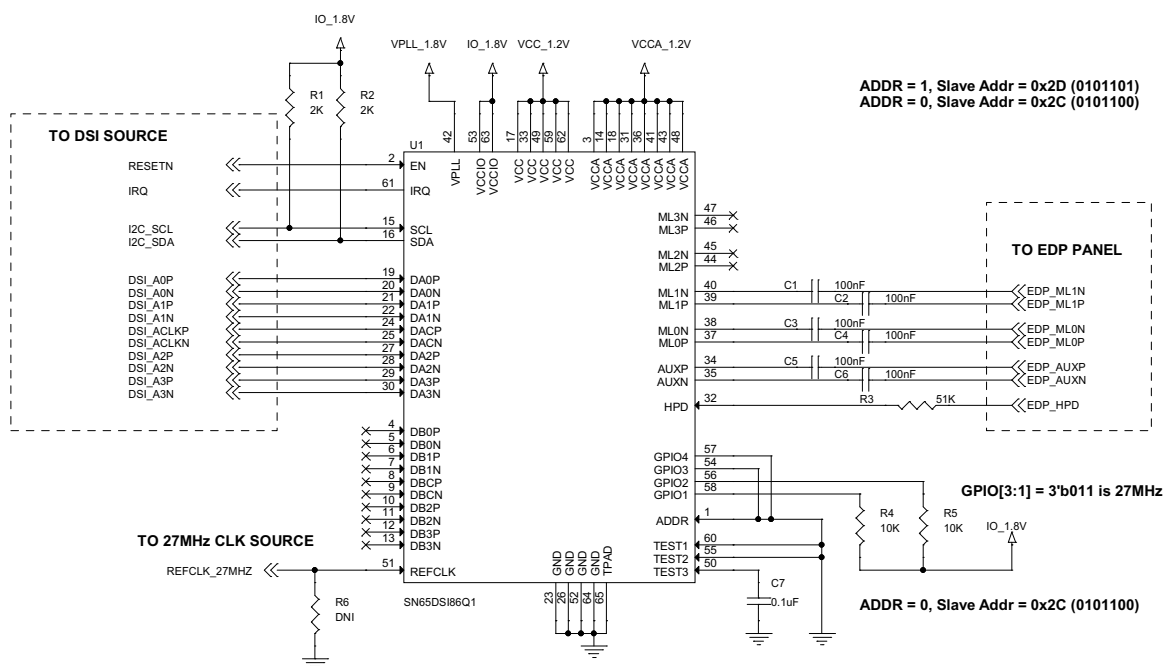 IO_1.8V
VPLL_1.8V IO_1.8V VCC_1.2V VCCA_1.2V
R1
2K
R2
2K
ADDR = 1, Slave Addr = 0x2D (0101101)
ADDR = 0, Slave Addr = 0x2C (0101100)
TO DSI SOURCE
RESETN
IRQ
I2C_SCL
I2C_SDA
DSI_A0P
DSI_A0N
DSI_A1P
DSI_A1N
DSI_ACLKP
DSI_ACLKN
DSI_A2P
DSI_A2N
DSI_A3P
DSI_A3N
U1
42 53 63 17 33 49 59 62 3 14 18 31 36 41 43 48
VPLL VCCIO VCCIO VCC VCC VCC VCC VCC VCCA VCCA VCCA VCCA VCCA VCCA VCCA VCCA
2 EN
61 IRQ
15 SCL
16 SDA
19 DA0P
20 DA0N
21 DA1P
22 DA1N
24 DACP
25 DACN
27 DA2P
28 DA2N
29 DA3P
30 DA3N
4 DB0P
5 DB0N
6 DB1P
7 DB1N
8 DBCP
9 DBCN
10 DB2P
11 DB2N
12 DB3P
13 DB3N
51 REFCLK
ML3N 47
ML3P 46
ML2N 45
ML2P 44
ML1N 40
ML1P 39
ML0N 38
ML0P 37
AUXP 34
AUXN 35
HPD 32
GPIO4 57
GPIO3 54
GPIO2 56
GPIO1 58
ADDR 1
TEST1 60
TEST2 55
TEST3 50
GND GND GND GND TPAD
23 26 52 64 65
SN65DSI86Q1
C1 100nF
C2 100nF
C3 100nF
C4 100nF
C5 100nF
C6 100nF
R3 51K
TO EDP PANEL
EDP_ML1N
EDP_ML1P
EDP_ML0N
EDP_ML0P
EDP_AUXP
EDP_AUXN
EDP_HPD
GPIO[3:1] = 3'b011 is 27MHz
R4
10K
R5
10K
IO_1.8V
C7
0.1uF
TO 27MHz CLK SOURCE
REFCLK_27MHZ
R6
DNI
ADDR = 0, Slave Addr = 0x2C (0101100)